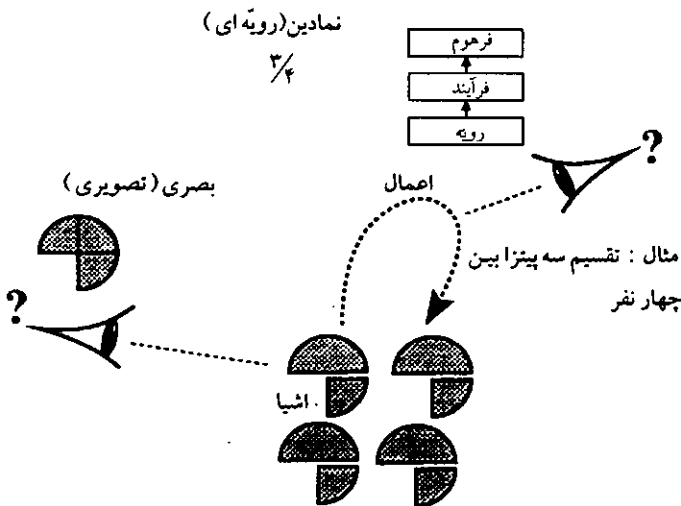 نمادین(رویّه ای)
۳/۴
فرهوم
فرآیند
رویّه
?
بصری(تصویری)
اعمال
مثال : تقسیم سه پیتزا بین
چهار نفر
?
اشیا